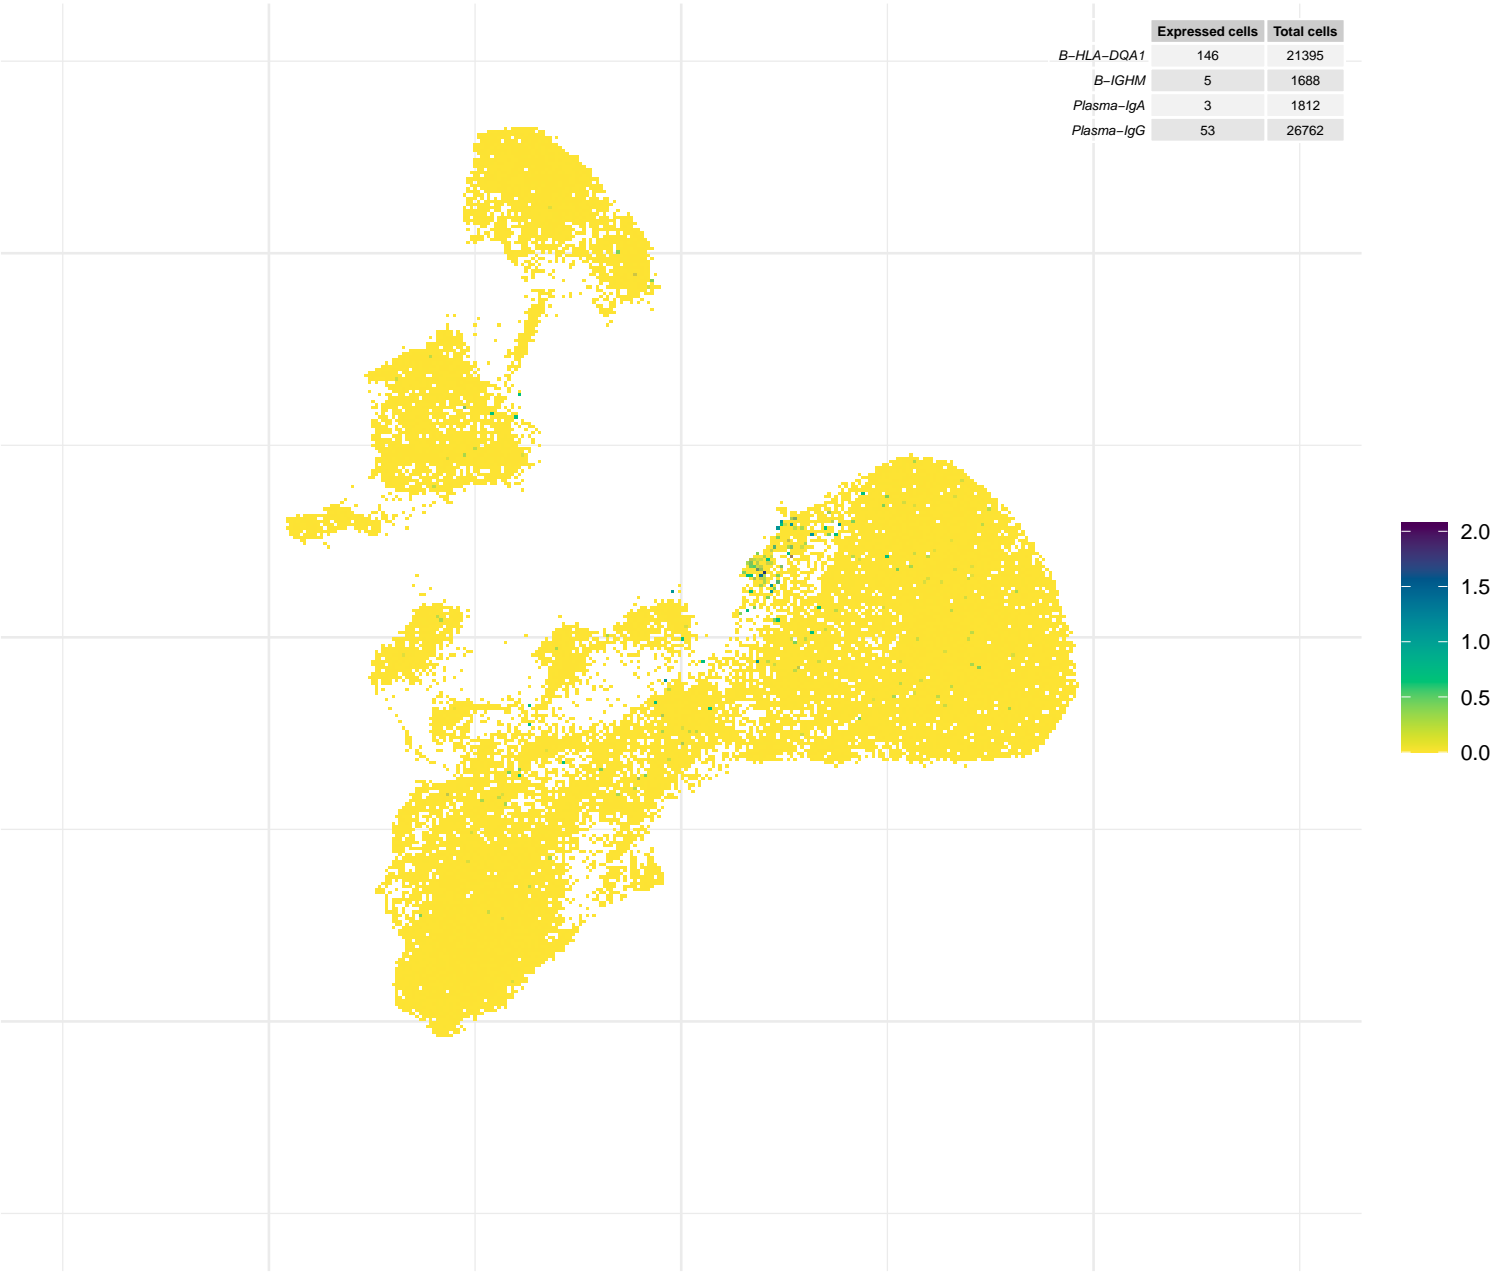 Expressed cells Total cells
B−HLA−DQA1 146 21395
B−IGHM 5 1688
Plasma−IgA 3 1812
Plasma−IgG 53 26762
2.0
1.5
1.0
0.5
0.0